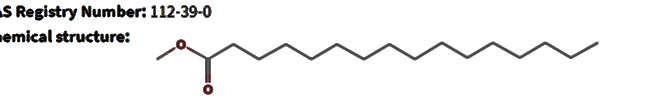 AS Registry Number: 112-39-0
hemical structure:
O
O